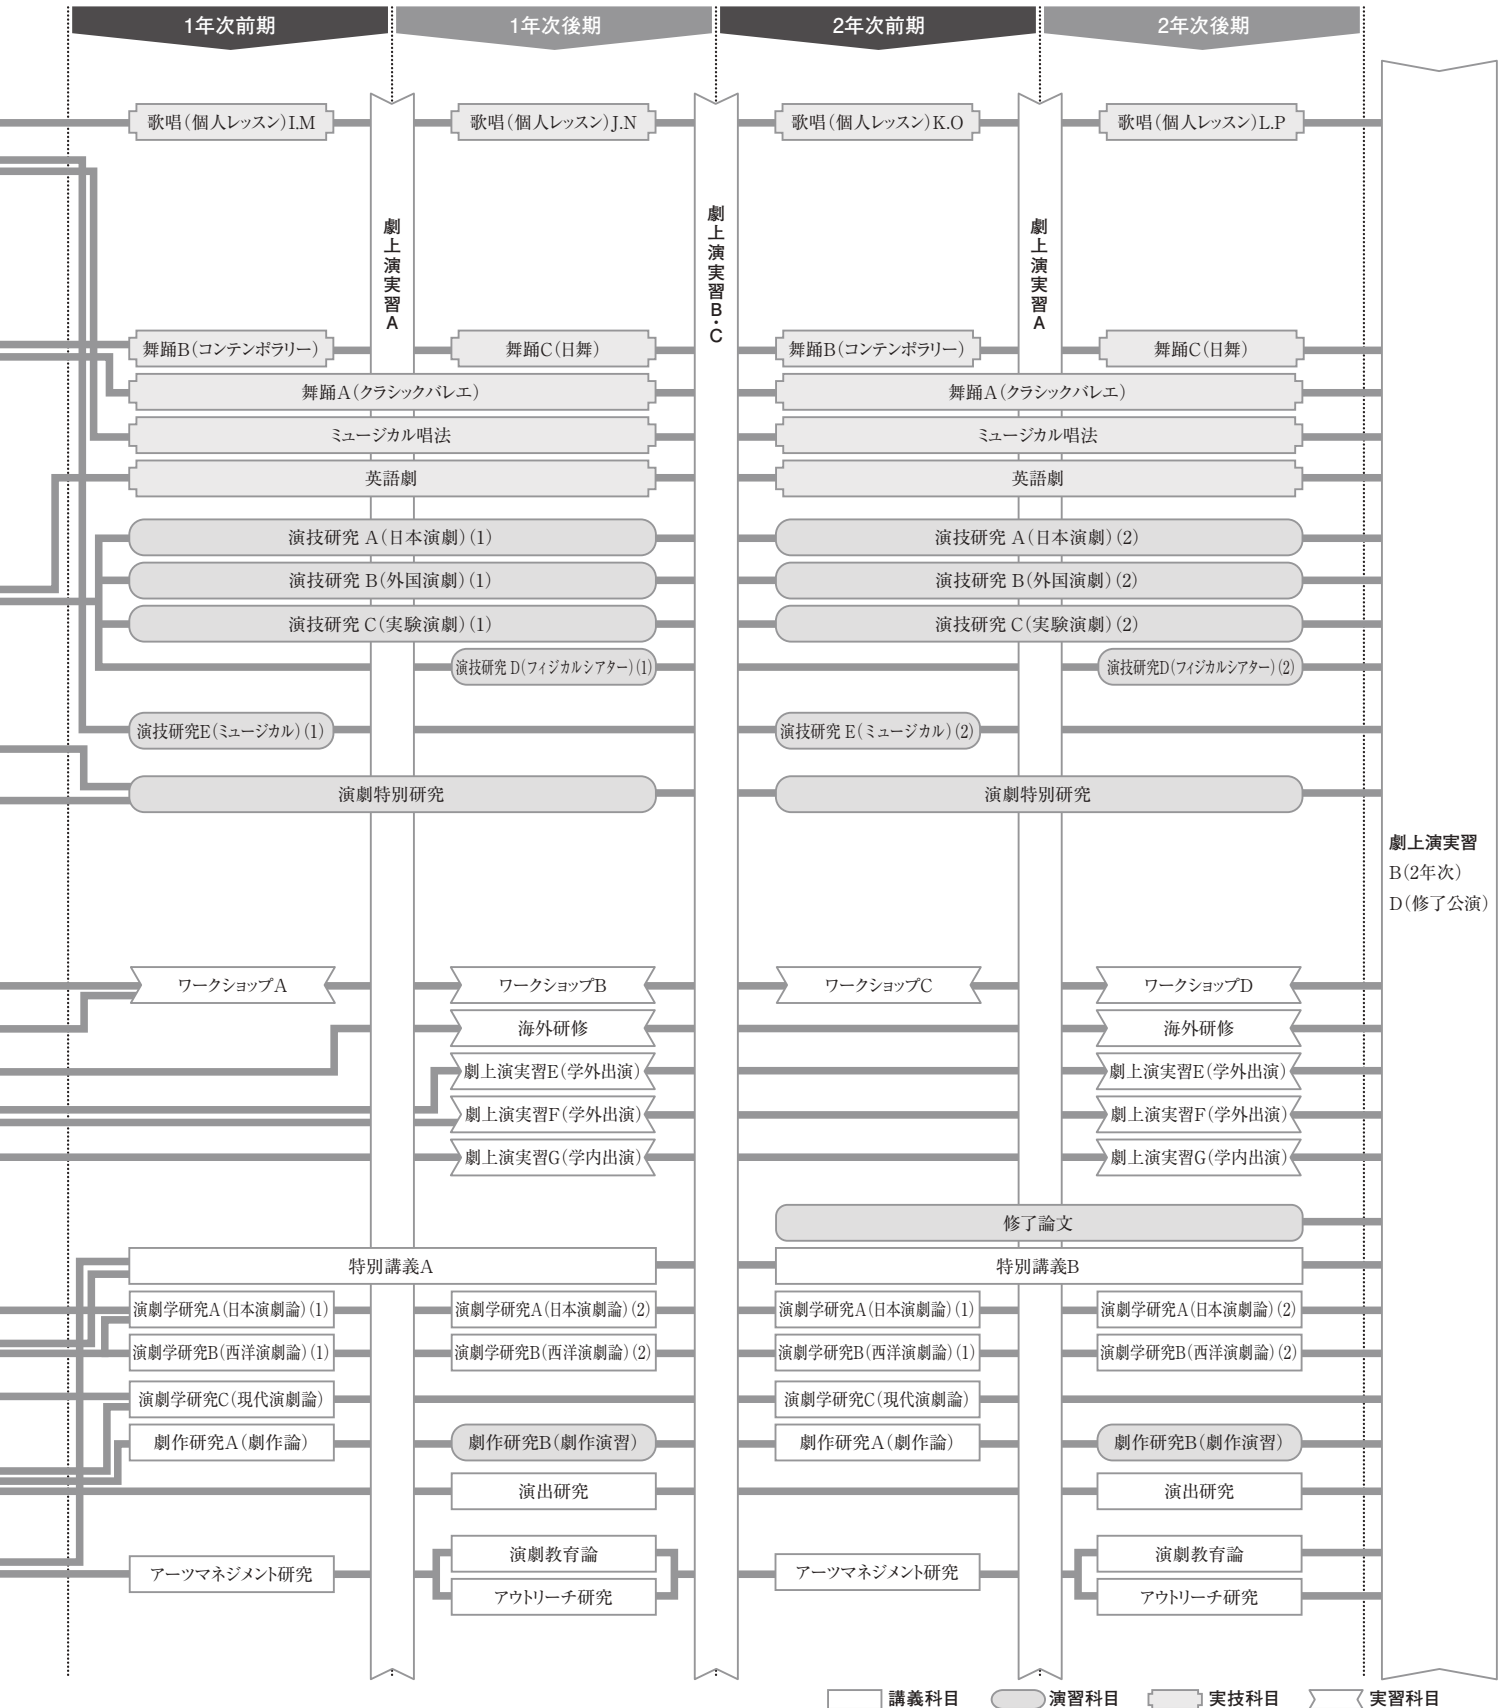 1年次前期
1年次後期
2年次前期
2年次後期
歌唱（個人レッスン）I.M
歌唱（個人レッスン）J.N
歌唱（個人レッスン）K.O
歌唱（個人レッスン）L.P
劇上演実習A
劇上演実習B・C
劇上演実習A
舞踊B（コンテンポラリー）
舞踊C（日舞）
舞踊B（コンテンポラリー）
舞踊C（日舞）
舞踊A（クラシックバレエ）
舞踊A（クラシックバレエ）
ミュージカル唱法
ミュージカル唱法
英語劇
英語劇
演技研究 A（日本演劇）（1）
演技研究 A（日本演劇）（2）
演技研究 B（外国演劇）（1）
演技研究 B（外国演劇）（2）
演技研究 C（実験演劇）（1）
演技研究 C（実験演劇）（2）
演技研究 D（フィジカルシアター）（1）
演技研究D（フィジカルシアター）（2）
演技研究E（ミュージカル）（1）
演技研究 E（ミュージカル）（2）
演劇特別研究
演劇特別研究
劇上演実習
B（2年次）
D（修了公演）
ワークショップA
ワークショップB
ワークショップC
ワークショップD
海外研修
海外研修
劇上演実習E（学外出演）
劇上演実習E（学外出演）
劇上演実習F（学外出演）
劇上演実習F（学外出演）
劇上演実習G（学内出演）
劇上演実習G（学内出演）
修了論文
特別講義A
特別講義B
演劇学研究A（日本演劇論）（1）
演劇学研究A（日本演劇論）（2）
演劇学研究A（日本演劇論）（1）
演劇学研究A（日本演劇論）（2）
演劇学研究B（西洋演劇論）（1）
演劇学研究B（西洋演劇論）（2）
演劇学研究B（西洋演劇論）（1）
演劇学研究B（西洋演劇論）（2）
演劇学研究C（現代演劇論）
演劇学研究C（現代演劇論）
劇作研究A（劇作論）
劇作研究B（劇作演習）
劇作研究A（劇作論）
劇作研究B（劇作演習）
演出研究
演出研究
アーツマネジメント研究
演劇教育論
アウトリーチ研究
アーツマネジメント研究
演劇教育論
アウトリーチ研究
講義科目
演習科目
実技科目
実習科目